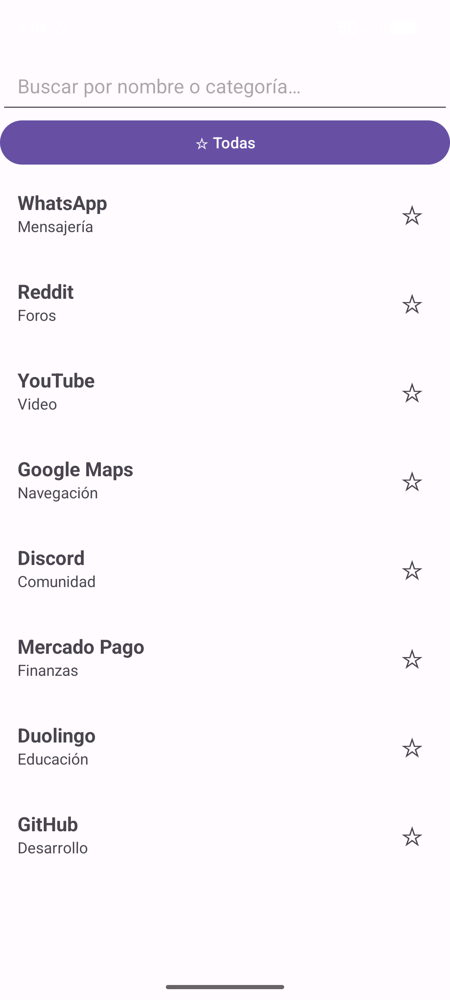 Buscar por nombre o categoría...
☆ Todas
WhatsApp
Mensajería
☆
Reddit
Foros
☆
YouTube
Video
☆
Google Maps
Navegación
☆
Discord
Comunidad
☆
Mercado Pago
Finanzas
☆
Duolingo
Educación
☆
GitHub
Desarrollo
☆